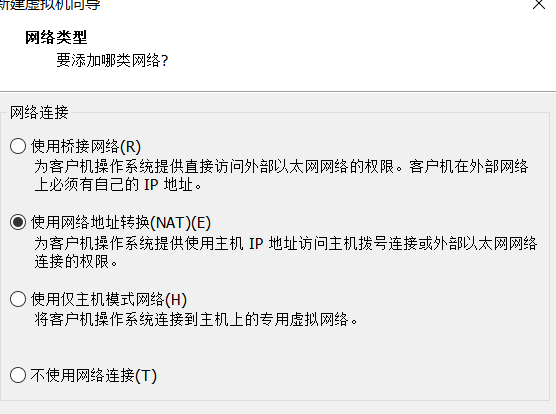 新建虚拟机向导
网络类型
要添加哪类网络?
网络连接
使用桥接网络(R)
为客户机操作系统提供直接访问外部以太网网络的权限。客户机在外部网络
上必须有自己的 IP 地址。
使用网络地址转换(NAT)(E)
为客户机操作系统提供使用主机 IP 地址访问主机拨号连接或外部以太网网络
连接的权限。
使用仅主机模式网络(H)
将客户机操作系统连接到主机上的专用虚拟网络。
不使用网络连接(T)